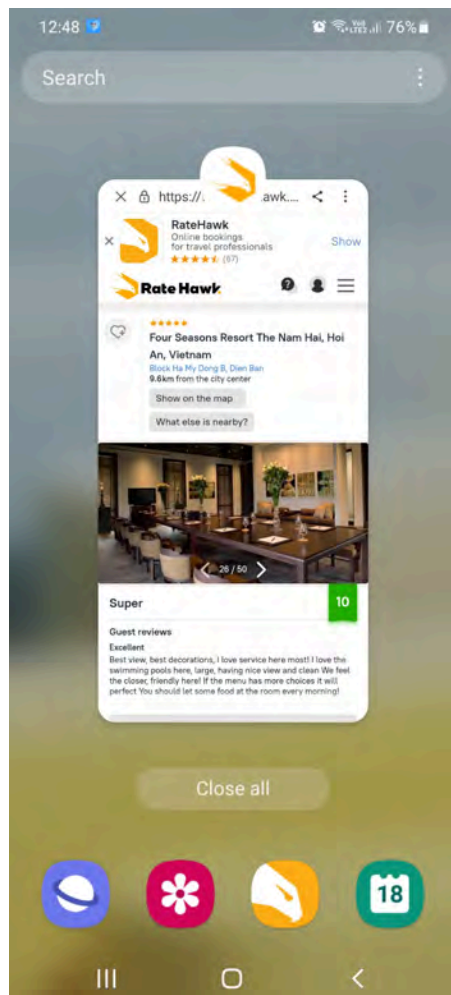 12:48
76%
Search
https://
awk....
RateHawk
Online bookings
for travel professionals
(57)
Show
Rate Hawk
Four Seasons Resort The Nam Hai, Hoi
An, Vietnam
Block Ha My Dong B, Dien Ban
9.6km from the city center
Show on the map
What else is nearby?
26 / 50
Super
10
Guest reviews
Excellent
Best view, best decorations, I love service here most! I love the
swimming pools here, large, having nice view and clean We feel
the closer, friendly here! If the menu has more choices it will
perfect You should let some food at the room every morning!
Close all
18